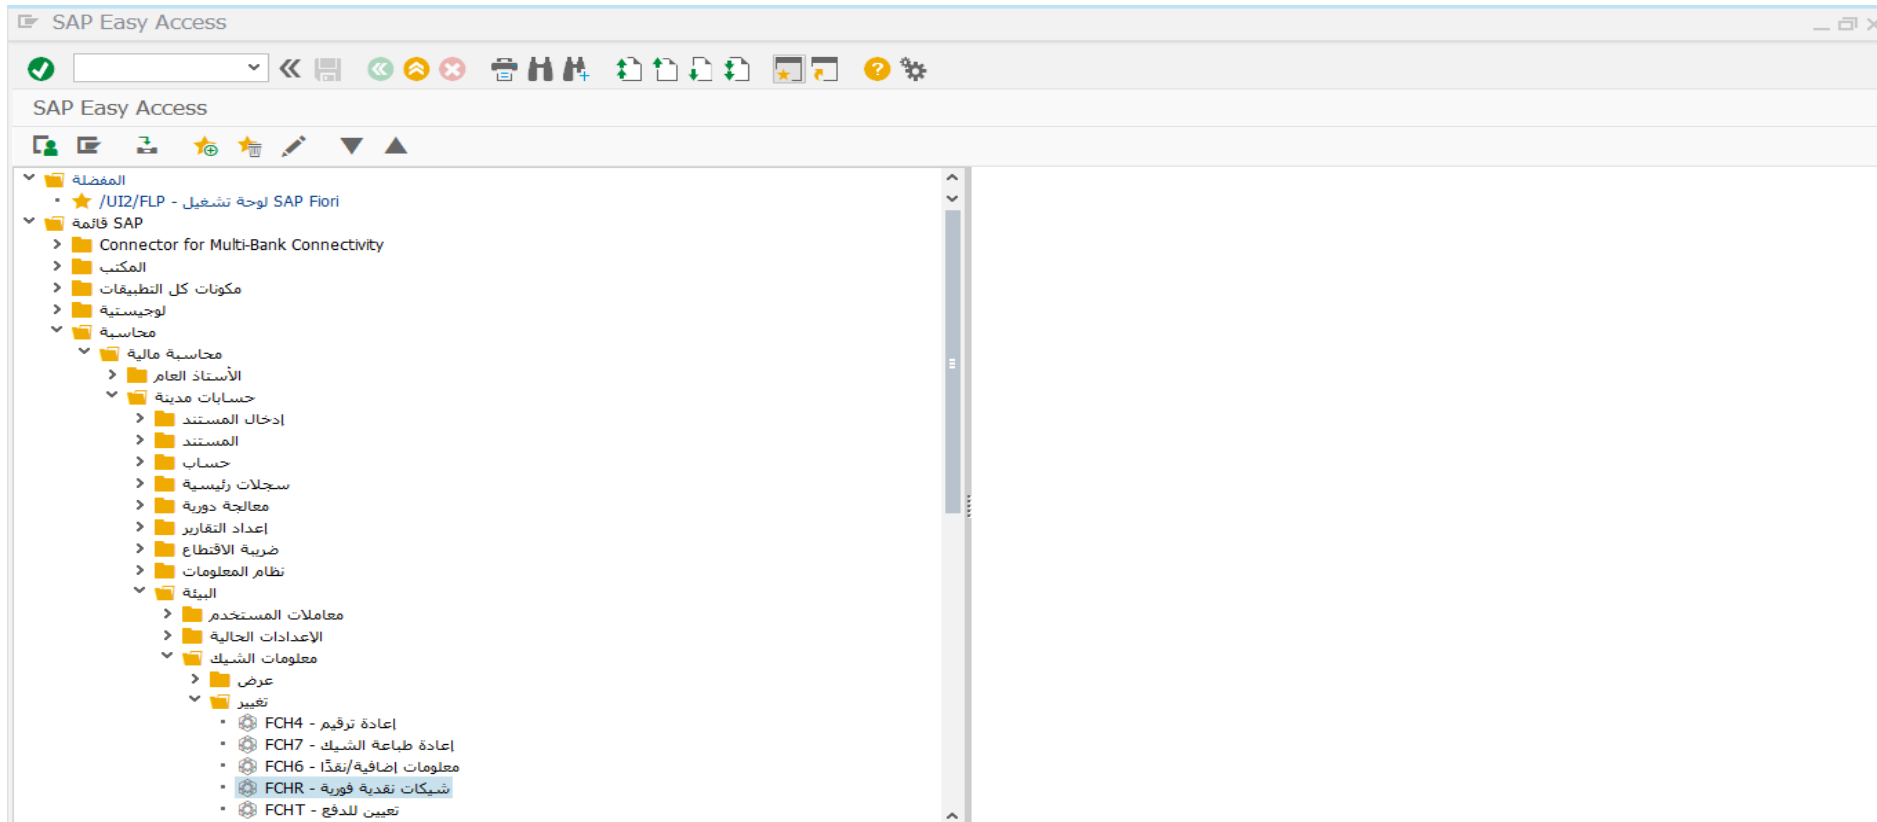 SAP Easy Access
SAP Easy Access
المفضلة
/UI2/FLP - لوحة تشغيل SAP Fiori
قائمة SAP
Connector for Multi-Bank Connectivity
المكتب
مكونات كل التطبيقات
لوجيستية
محاسبة
محاسبة مالية
الأستاذ العام
حسابات مدينة
إدخال المستند
المستند
حساب
سجلات رئيسية
معالجة دورية
إعداد التقارير
ضريبة الاقتطاع
نظام المعلومات
البيئة
معاملات المستخدم
الإعدادات الحالية
معلومات الشيك
عرض
تغيير
FCH4 - إعادة ترقيم
FCH7 - إعادة طباعة الشيك
FCH6 - معلومات إضافية/نقدًا
FCHR - شيكات نقدية فورية
FCHT - تعيين للدفع